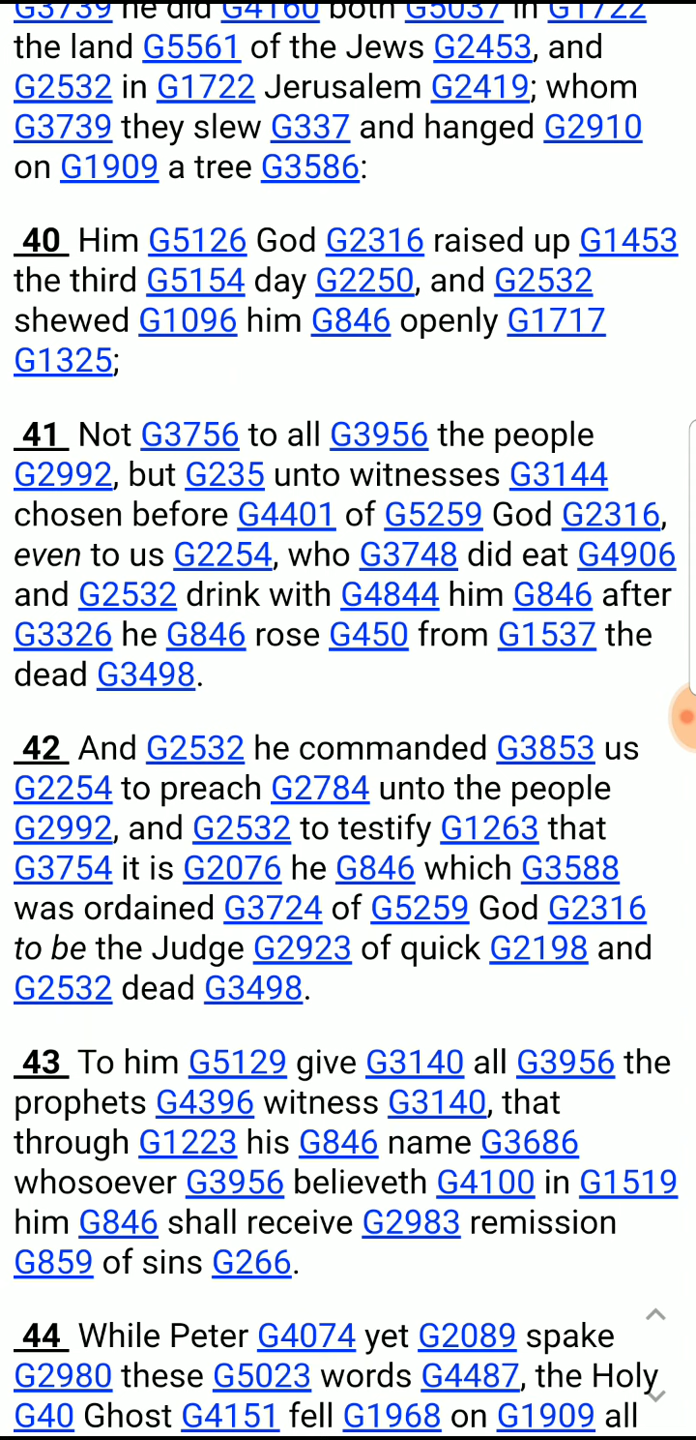 G3739 he did G4160 both G5037 in G1722
the land G5561 of the Jews G2453, and
G2532 in G1722 Jerusalem G2419; whom
G3739 they slew G337 and hanged G2910
on G1909 a tree G3586:
40 Him G5126 God G2316 raised up G1453
the third G5154 day G2250, and G2532
shewed G1096 him G846 openly G1717
G1325;
41 Not G3756 to all G3956 the people
G2992, but G235 unto witnesses G3144
chosen before G4401 of G5259 God G2316,
even to us G2254, who G3748 did eat G4906
and G2532 drink with G4844 him G846 after
G3326 he G846 rose G450 from G1537 the
dead G3498.
42 And G2532 he commanded G3853 us
G2254 to preach G2784 unto the people
G2992, and G2532 to testify G1263 that
G3754 it is G2076 he G846 which G3588
was ordained G3724 of G5259 God G2316
to be the Judge G2923 of quick G2198 and
G2532 dead G3498.
43 To him G5129 give G3140 all G3956 the
prophets G4396 witness G3140, that
through G1223 his G846 name G3686
whosoever G3956 believeth G4100 in G1519
him G846 shall receive G2983 remission
G859 of sins G266.
44 While Peter G4074 yet G2089 spake
G2980 these G5023 words G4487, the Holy
G40 Ghost G4151 fell G1968 on G1909 all